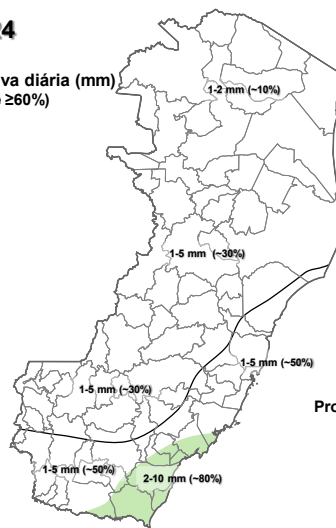 24
va diária (mm)
e ≥60%)
1-2 mm (~10%)
1-5 mm (~30%)
1-5 mm (~50%)
1-5 mm (~30%)
Pro
1-5 mm (~50%)
2-10 mm (~80%)